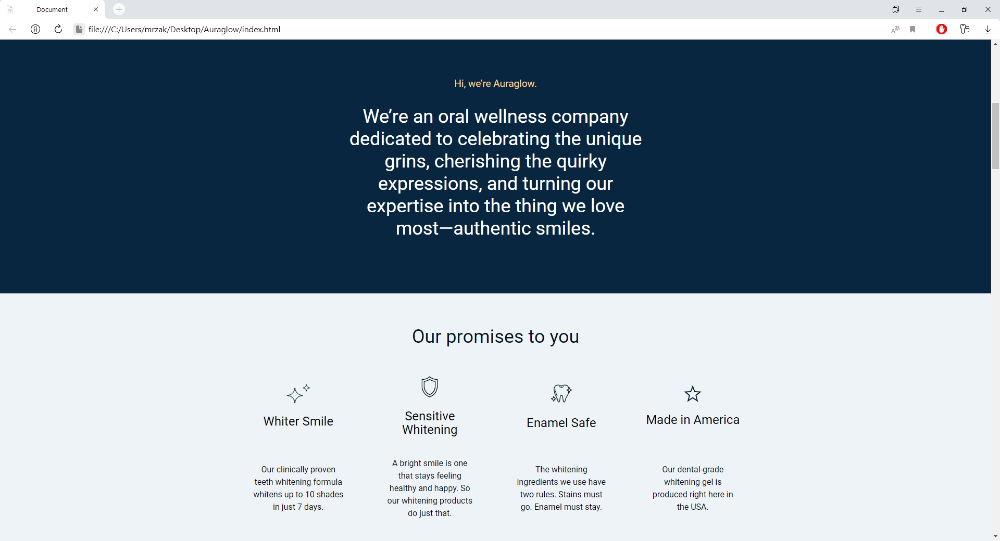 Document
file:///C:/Users/mrzak/Desktop/Auraglow/index.html
Hi, we’re Auraglow.
We’re an oral wellness company
dedicated to celebrating the unique
grins, cherishing the quirky
expressions, and turning our
expertise into the thing we love
most—authentic smiles.
Our promises to you
Whiter Smile
Our clinically proven
teeth whitening formula
whitens up to 10 shades
in just 7 days.
Sensitive
Whitening
A bright smile is one
that stays feeling
healthy and happy. So
our whitening products
do just that.
Enamel Safe
The whitening
ingredients we use have
two rules. Stains must
go. Enamel must stay.
Made in America
Our dental-grade
whitening gel is
produced right here in
the USA.